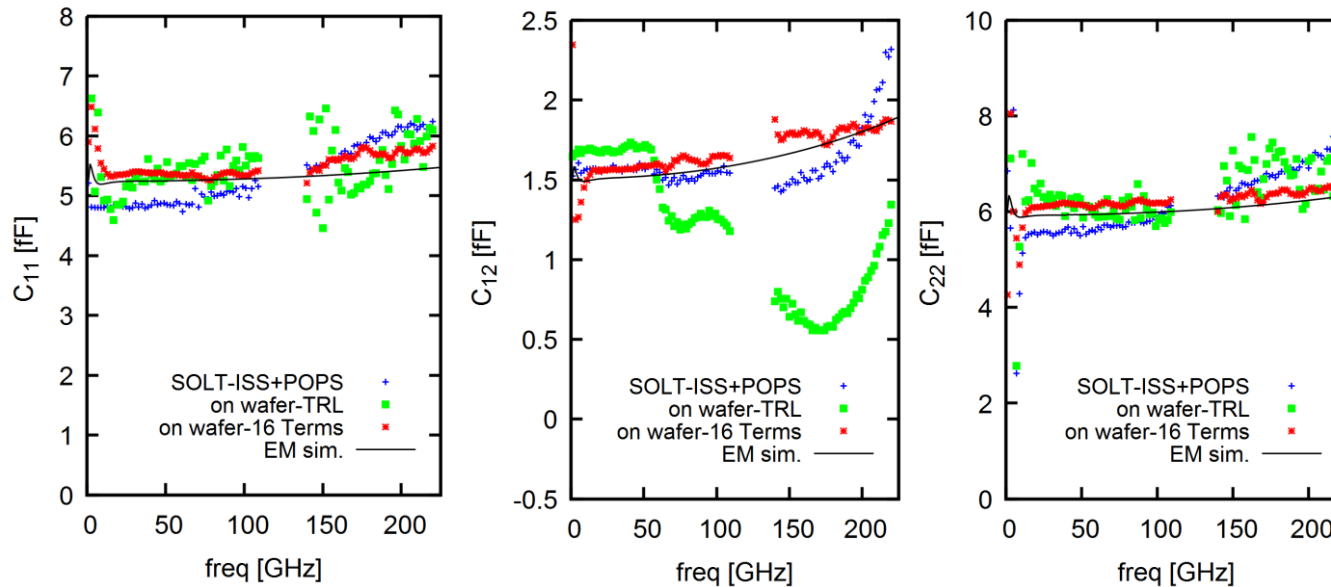 8
7
6
5
4
3
2
1
0
C11 [fF]
SOLT-ISS+POPS
on wafer-TRL
on wafer-16 Terms
EM sim.
0 50 100 150 200
freq [GHz]
2.5
2
1.5
1
0.5
0
-0.5
C12 [fF]
SOLT-ISS+POPS
on wafer-TRL
on wafer-16 Terms
EM sim.
0 50 100 150 200
freq [GHz]
10
8
6
4
2
0
C22 [fF]
SOLT-ISS+POPS
on wafer-TRL
on wafer-16 Terms
EM sim.
0 50 100 150 200
freq [GHz]